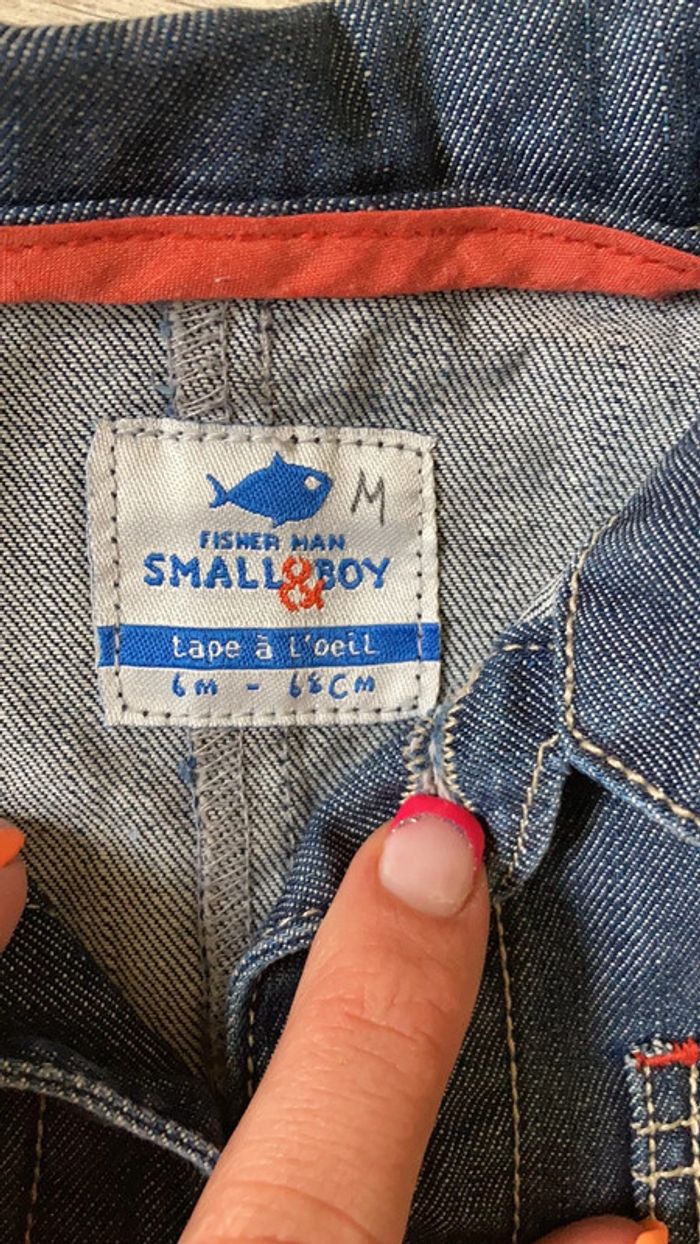 M
FISHER MAN
SMALL & BOY
tape à L'oeiL
6m - 68CM